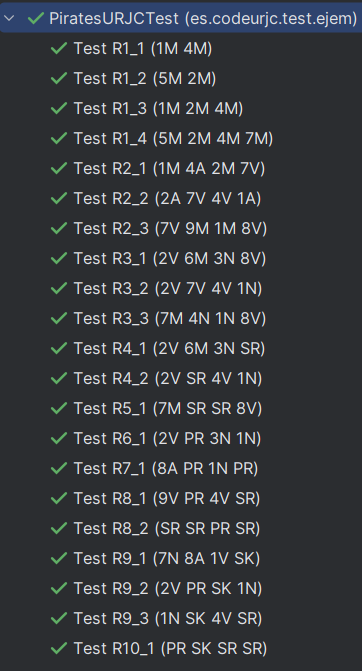 PiratesURJCTest (es.codeurjc.test.ejem)
Test R1_1 (1M 4M)
Test R1_2 (5M 2M)
Test R1_3 (1M 2M 4M)
Test R1_4 (5M 2M 4M 7M)
Test R2_1 (1M 4A 2M 7V)
Test R2_2 (2A 7V 4V 1A)
Test R2_3 (7V 9M 1M 8V)
Test R3_1 (2V 6M 3N 8V)
Test R3_2 (2V 7V 4V 1N)
Test R3_3 (7M 4N 1N 8V)
Test R4_1 (2V 6M 3N SR)
Test R4_2 (2V SR 4V 1N)
Test R5_1 (7M SR SR 8V)
Test R6_1 (2V PR 3N 1N)
Test R7_1 (8A PR 1N PR)
Test R8_1 (9V PR 4V SR)
Test R8_2 (SR SR PR SR)
Test R9_1 (7N 8A 1V SK)
Test R9_2 (2V PR SK 1N)
Test R9_3 (1N SK 4V SR)
Test R10_1 (PR SK SR SR)